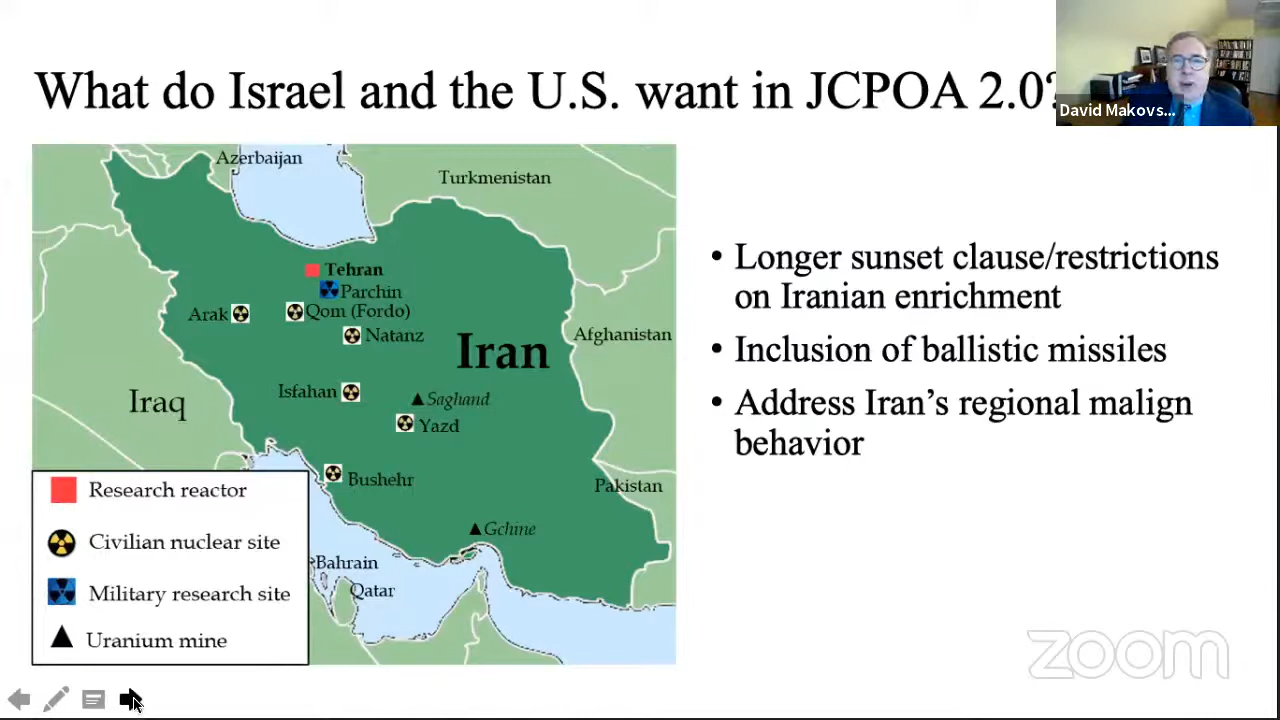 What do Israel and the U.S. want in JCPOA 2.0?
David Makovs...
Azerbaijan
Turkmenistan
Tehran
Parchin
Arak
Qom (Fordo)
Natanz
Iran
Afghanistan
Isfahan
Saghand
Iraq
Yazd
Bushehr
Pakistan
Gchine
Bahrain
Qatar
Research reactor
Civilian nuclear site
Military research site
Uranium mine
• Longer sunset clause/restrictions
on Iranian enrichment
• Inclusion of ballistic missiles
• Address Iran’s regional malign
behavior
zoom